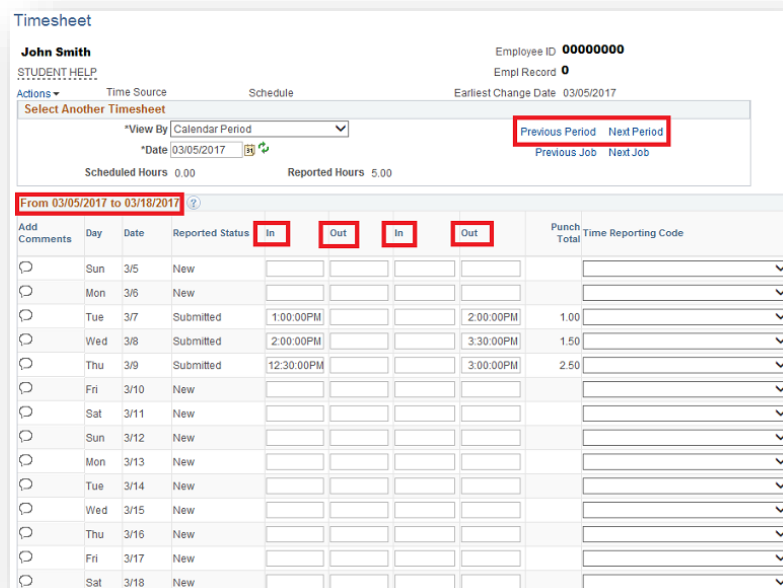 Timesheet
John Smith
Employee ID 00000000
STUDENT HELP
Empl Record 0
Actions Time Source Schedule Earliest Change Date 03/05/2017
Select Another Timesheet
*View By Calendar Period Previous Period Next Period
*Date 03/05/2017 31 Previous Job Next Job
Scheduled Hours 0.00 Reported Hours 5.00
From 03/05/2017 to 03/18/2017 ?
Add Comments Day Date Reported Status In Out In Out Punch Total Time Reporting Code
Sun 3/5 New
Mon 3/6 New
Tue 3/7 Submitted 1:00:00PM 2:00:00PM 1.00
Wed 3/8 Submitted 2:00:00PM 3:30:00PM 1.50
Thu 3/9 Submitted 12:30:00PM 3:00:00PM 2.50
Fri 3/10 New
Sat 3/11 New
Sun 3/12 New
Mon 3/13 New
Tue 3/14 New
Wed 3/15 New
Thu 3/16 New
Fri 3/17 New
Sat 3/18 New